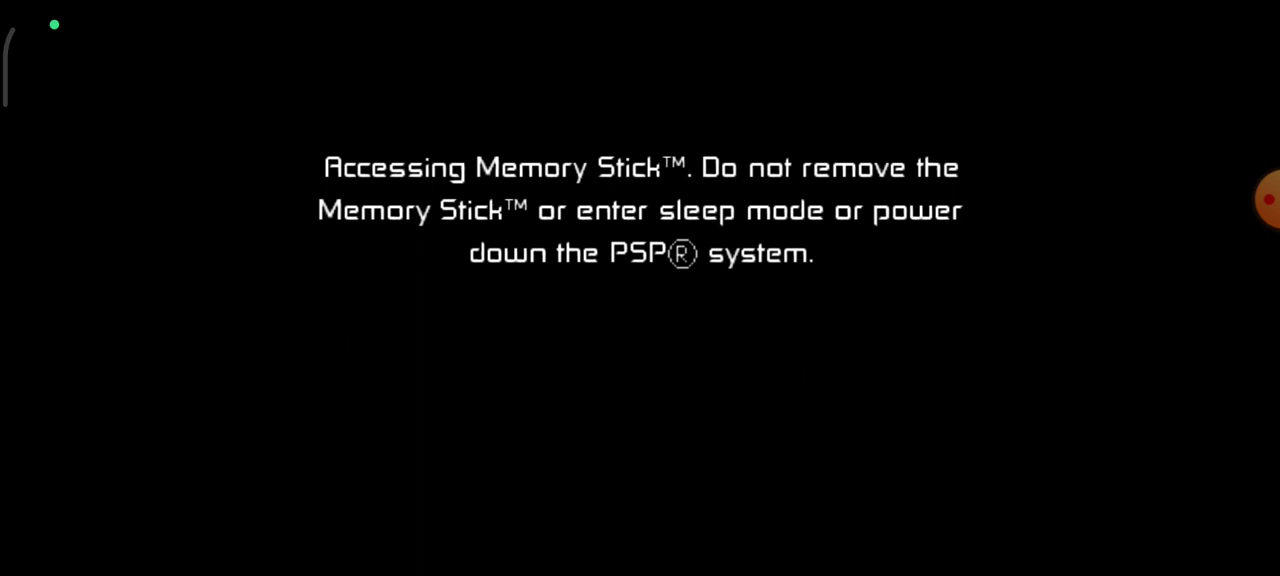 Accessing Memory Stick™. Do not remove the
Memory Stick™ or enter sleep mode or power
down the PSP® system.